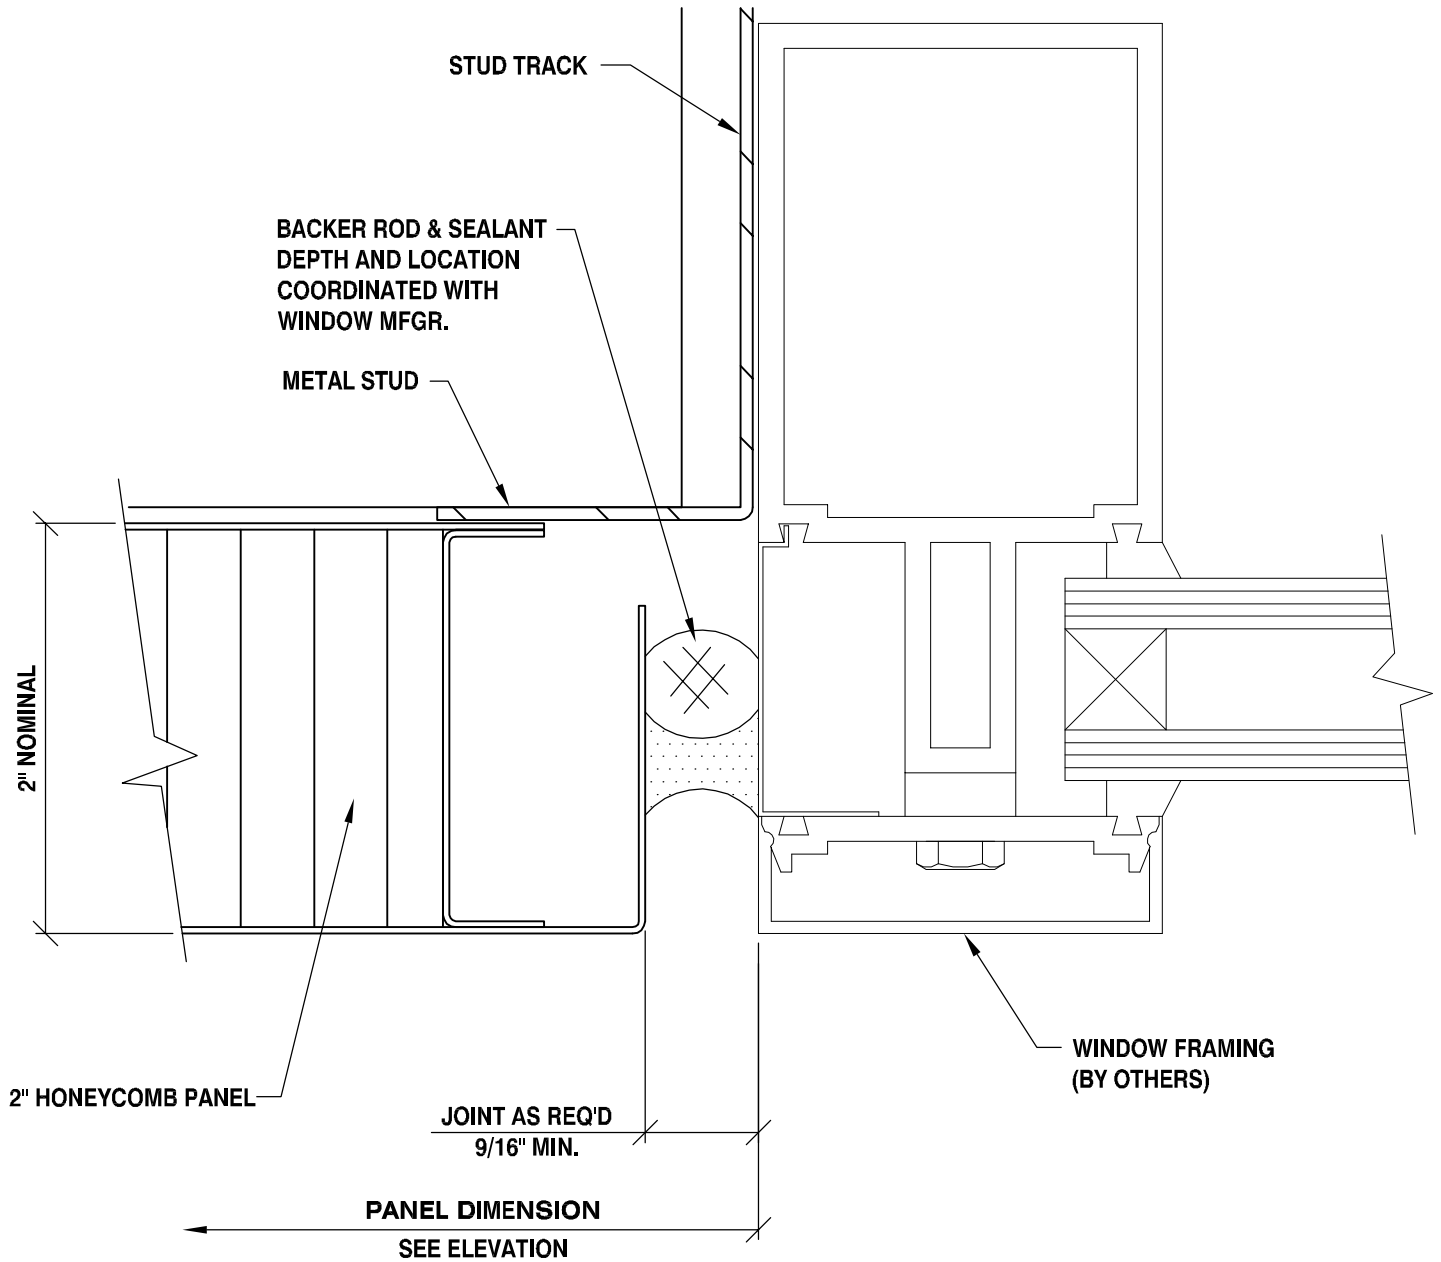 STUD TRACK
BACKER ROD & SEALANT
DEPTH AND LOCATION
COORDINATED WITH
WINDOW MFGR.
METAL STUD
2" NOMINAL
2" HONEYCOMB PANEL
WINDOW FRAMING
(BY OTHERS)
JOINT AS REQ'D
9/16" MIN.
PANEL DIMENSION
SEE ELEVATION